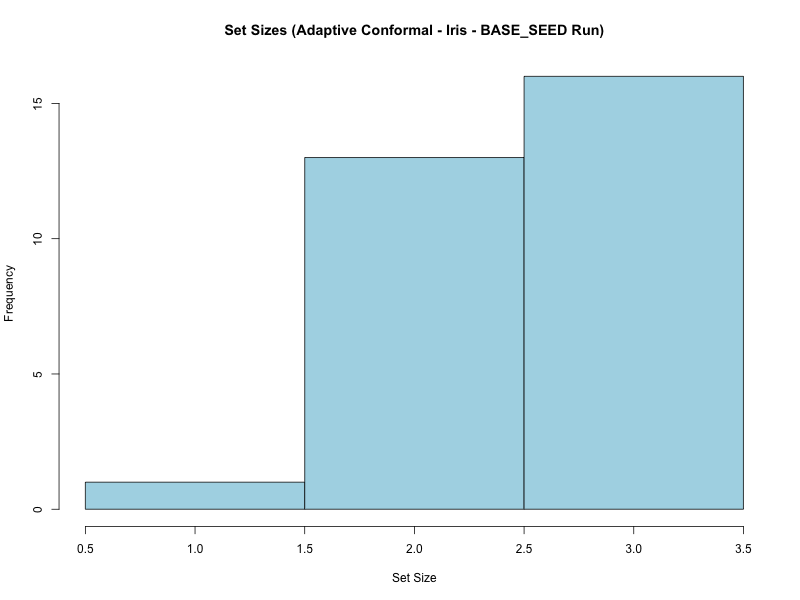 Set Sizes (Adaptive Conformal - Iris - BASE_SEED Run)
Frequency
15
10
5
0
0.5 1.0 1.5 2.0 2.5 3.0 3.5
Set Size